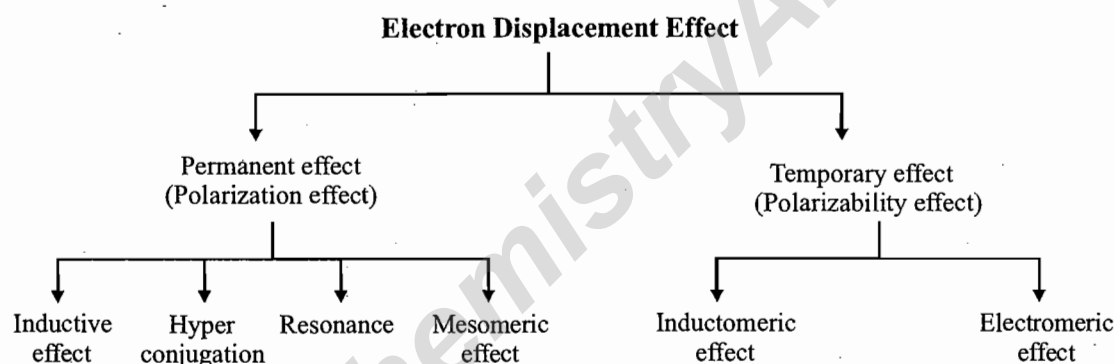 Electron Displacement Effect
Permanent effect
(Polarization effect)
Temporary effect
(Polarizability effect)
Inductive
effect
Hyper
conjugation
Resonance
Mesomeric
effect
Inductomeric
effect
Electromeric
effect